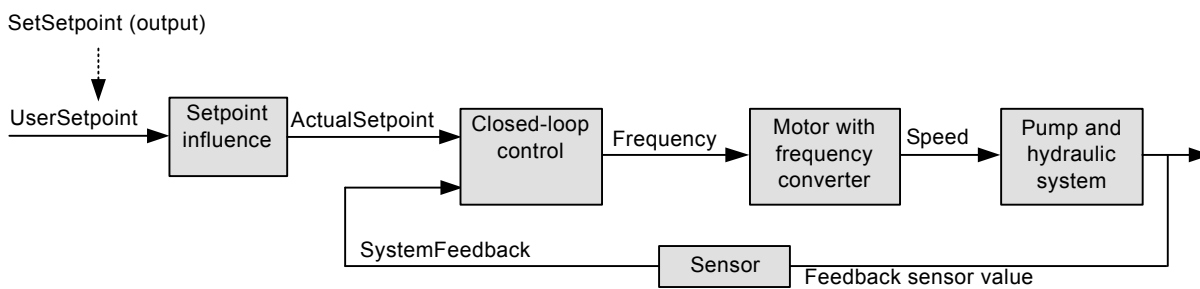 SetSetpoint (output)
UserSetpoint
Setpoint
influence
ActualSetpoint
Closed-loop
control
Frequency
Motor with
frequency
converter
Speed
Pump and
hydraulic
system
SystemFeedback
Sensor
Feedback sensor value